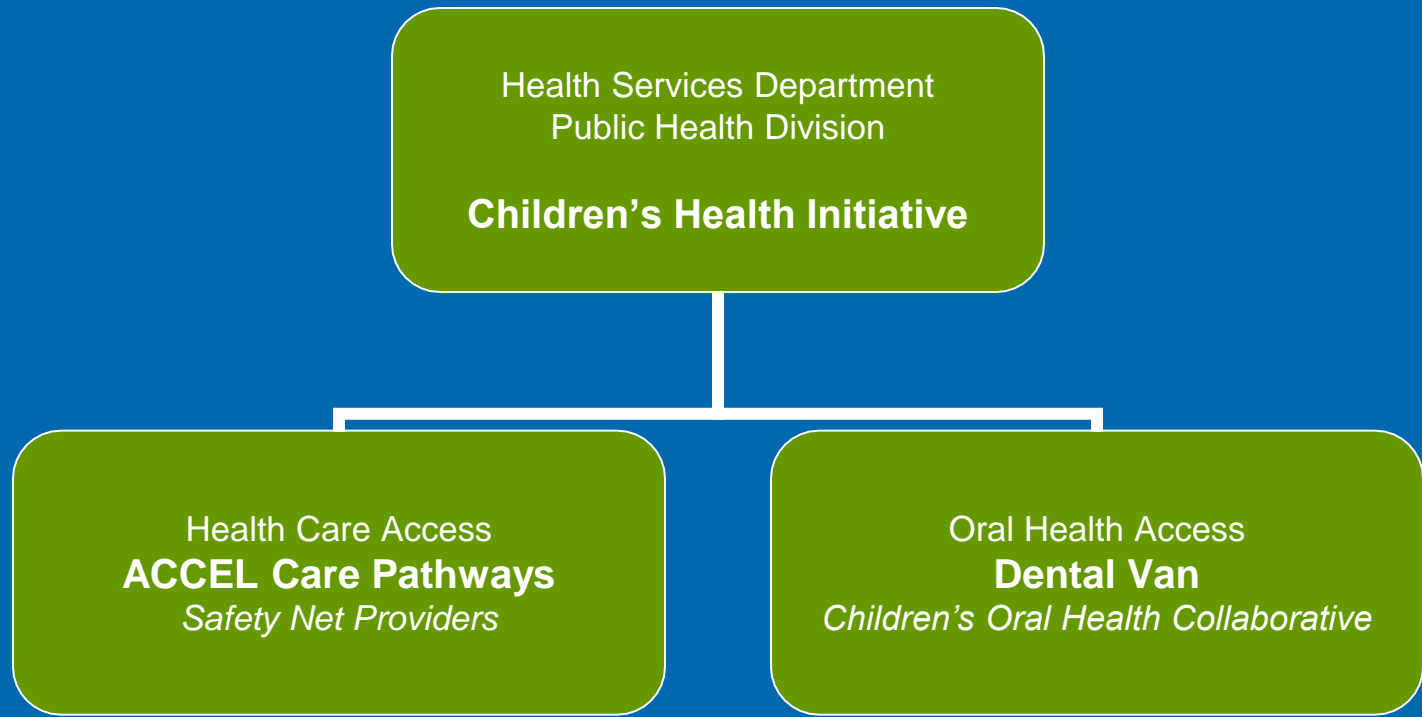 Health Services Department
Public Health Division
Children’s Health Initiative
Health Care Access
ACCEL Care Pathways
Safety Net Providers
Oral Health Access
Dental Van
Children’s Oral Health Collaborative